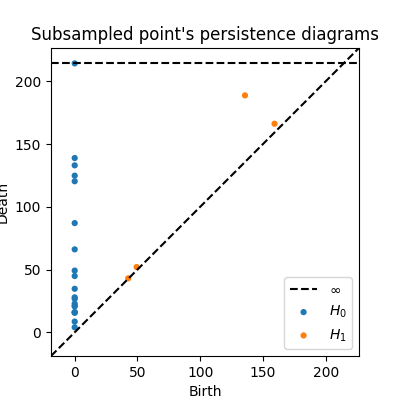 Subsampled point's persistence diagrams
200
150
100
50
0
Death
0 50 100 150 200
Birth
∞
H₀
H₁